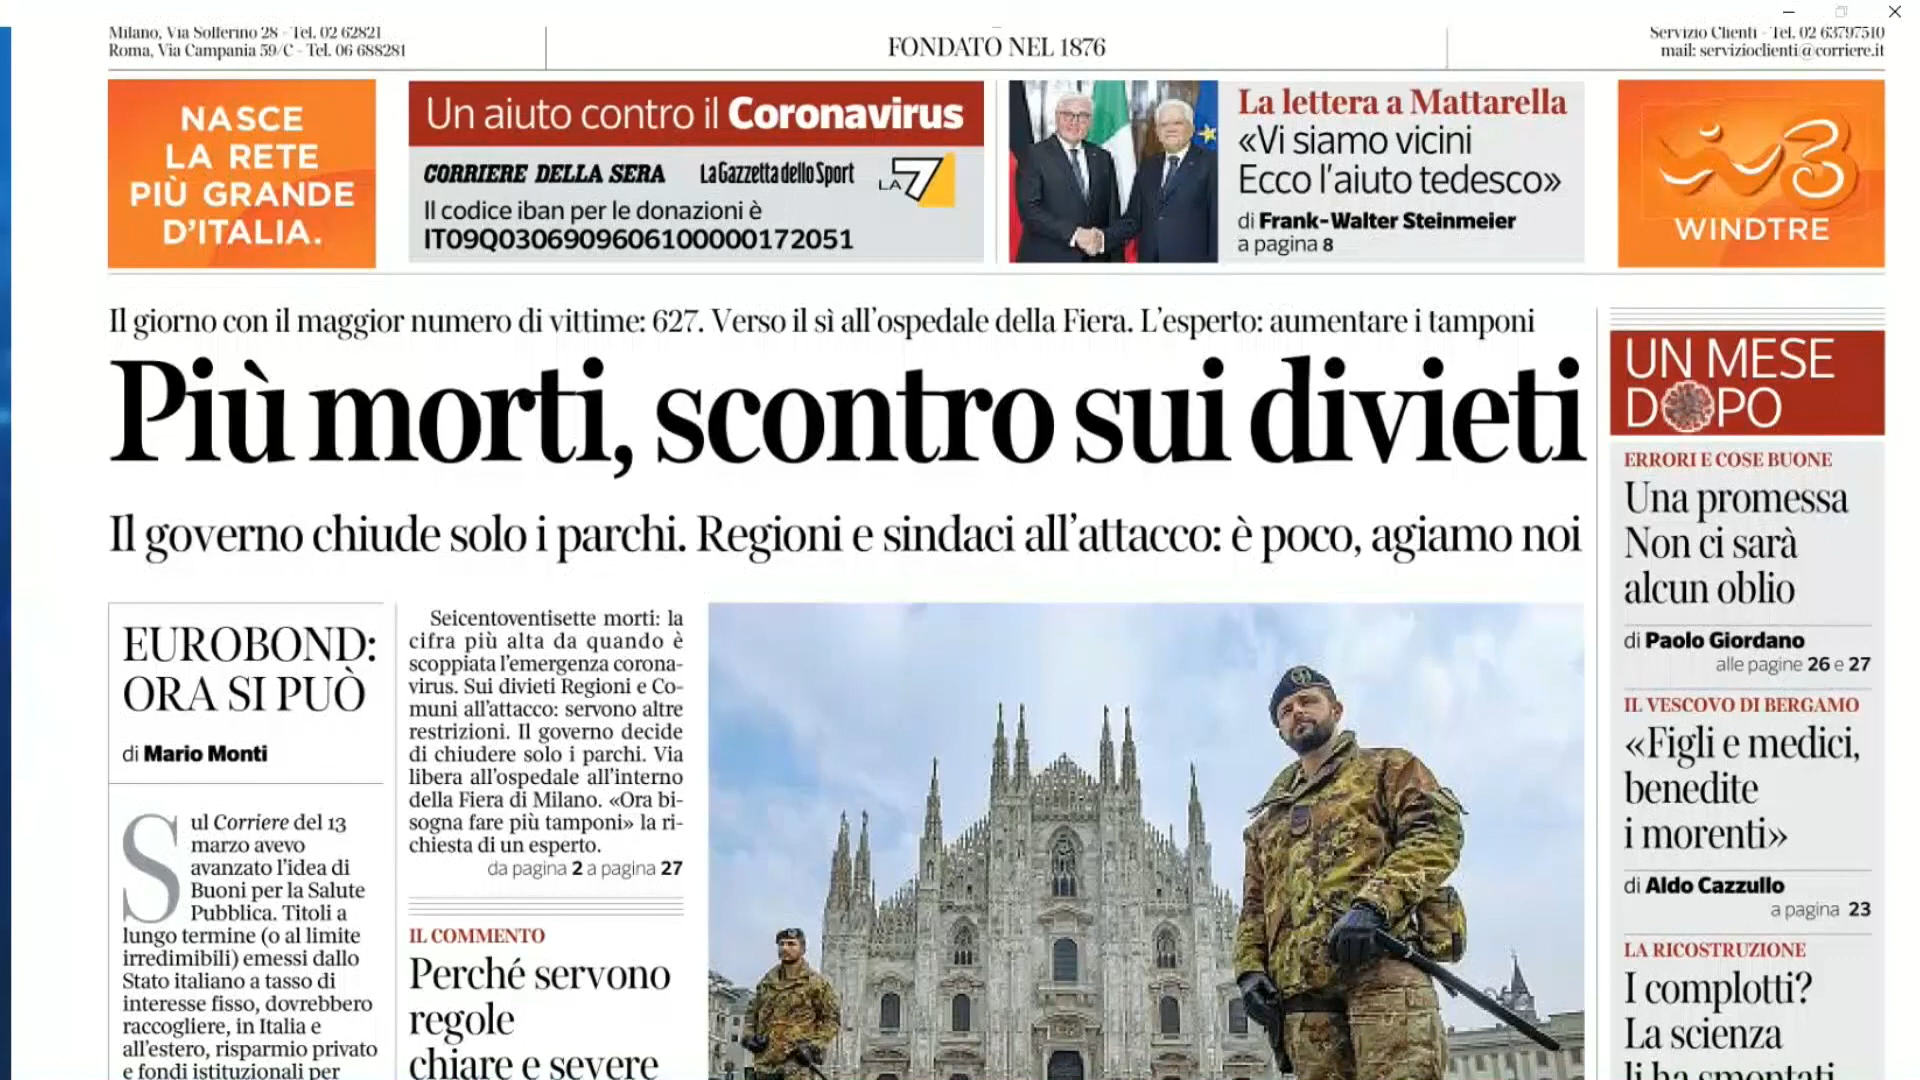 Milano, Via Solferino 28 - Tel. 02 62821
Roma, Via Campania 59/C - Tel. 06 688281
FONDATO NEL 1876
Servizio Clienti - Tel. 02 63797510
mail: servizioclienti@corriere.it
NASCE
LA RETE
PIÙ GRANDE
D'ITALIA.
Un aiuto contro il Coronavirus
CORRIERE DELLA SERA
La Gazzetta dello Sport
LA7
Il codice iban per le donazioni è
IT09Q0306909606100000172051
La lettera a Mattarella
«Vi siamo vicini
Ecco l'aiuto tedesco»
di Frank-Walter Steinmeier
a pagina 8
W3
WINDTRE
Il giorno con il maggior numero di vittime: 627. Verso il sì all'ospedale della Fiera. L'esperto: aumentare i tamponi
Più morti, scontro sui divieti
Il governo chiude solo i parchi. Regioni e sindaci all'attacco: è poco, agiamo noi
EUROBOND:
ORA SI PUÒ
di Mario Monti
Sul Corriere del 13
marzo avevo
avanzato l'idea di
Buoni per la Salute
Pubblica. Titoli a
lungo termine (o al limite
irredimibili) emessi dallo
Stato italiano a tasso di
interesse fisso, dovrebbero
raccogliere, in Italia e
all'estero, risparmio privato
e fondi istituzionali per
Seicentoventisette morti: la
cifra più alta da quando è
scoppiata l'emergenza corona-
virus. Sui divieti Regioni e Co-
muni all'attacco: servono altre
restrizioni. Il governo decide
di chiudere solo i parchi. Via
libera all'ospedale all'interno
della Fiera di Milano. «Ora bi-
sogna fare più tamponi» la ri-
chiesta di un esperto.
da pagina 2 a pagina 27
IL COMMENTO
Perché servono
regole
chiare e severe
UN MESE
DOPO
ERRORI E COSE BUONE
Una promessa
Non ci sarà
alcun oblio
di Paolo Giordano
alle pagine 26 e 27
IL VESCOVO DI BERGAMO
«Figli e medici,
benedite
i morenti»
di Aldo Cazzullo
a pagina 23
LA RICOSTRUZIONE
I complotti?
La scienza
li ha smontati